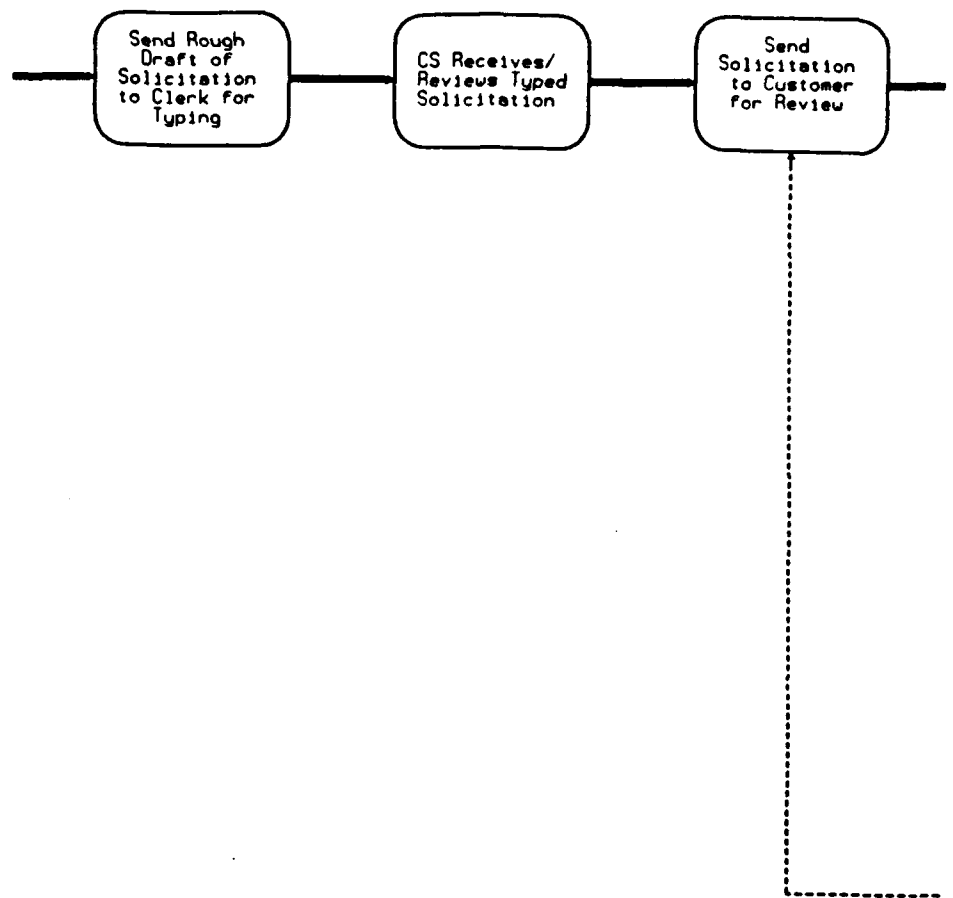 Send Rough
Draft of
Solicitation
to Clerk for
Typing
CS Receives/
Reviews Typed
Solicitation
Send
Solicitation
to Customer
for Review